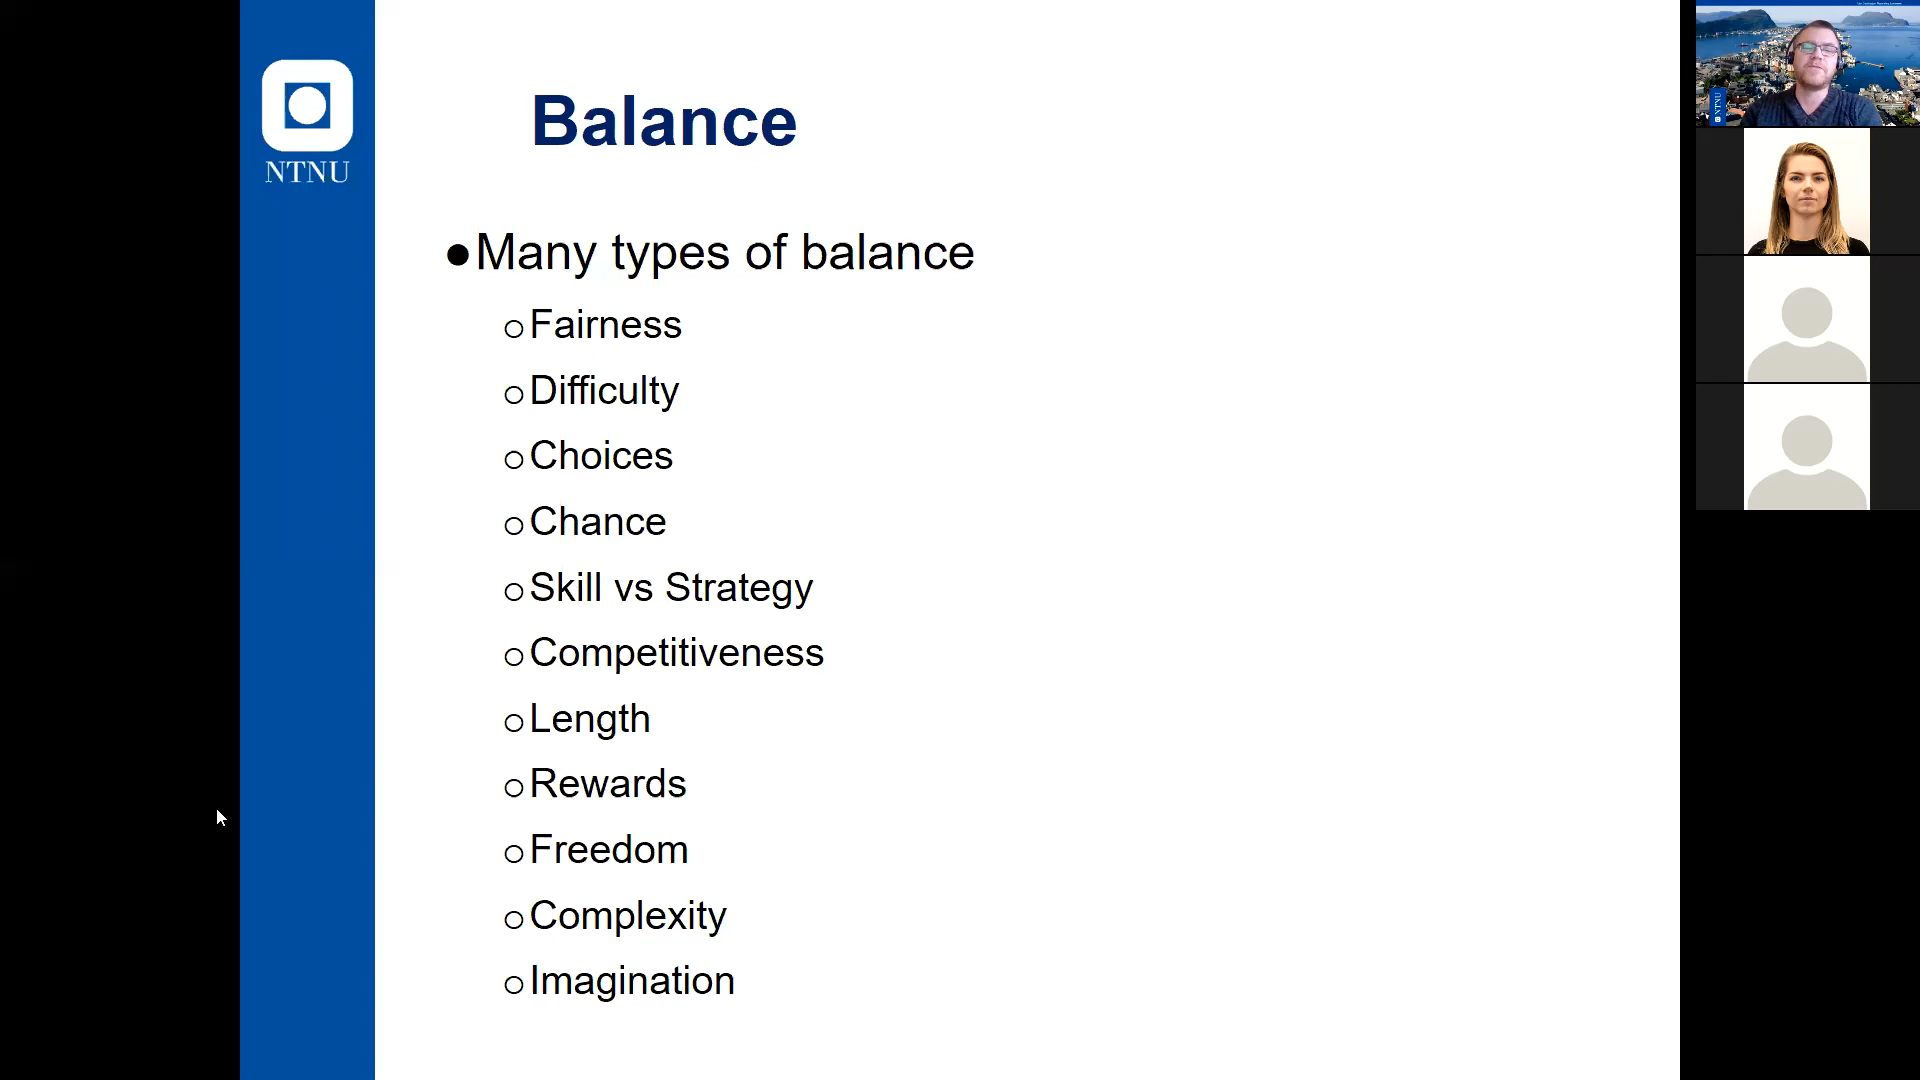 NTNU
Balance
●Many types of balance
○Fairness
○Difficulty
○Choices
○Chance
○Skill vs Strategy
○Competitiveness
○Length
○Rewards
○Freedom
○Complexity
○Imagination
NTNU